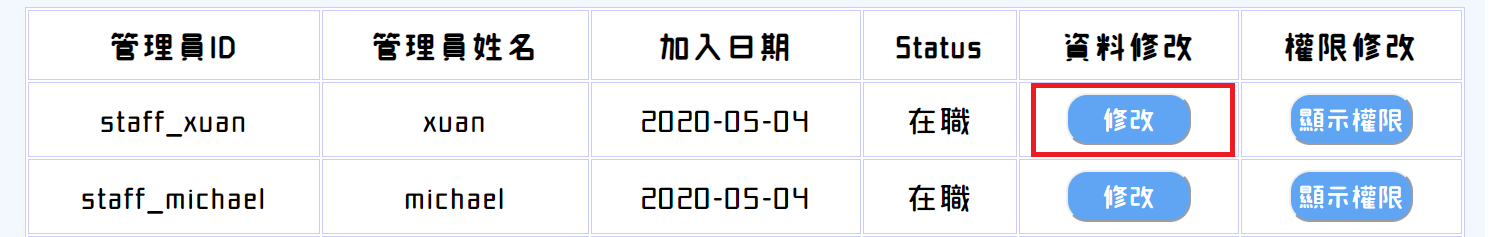 管理員ID 管理員姓名 加入日期 Status 資料修改 權限修改
staff_xuan xuan 2020-05-04 在職 修改 顯示權限
staff_michael michael 2020-05-04 在職 修改 顯示權限